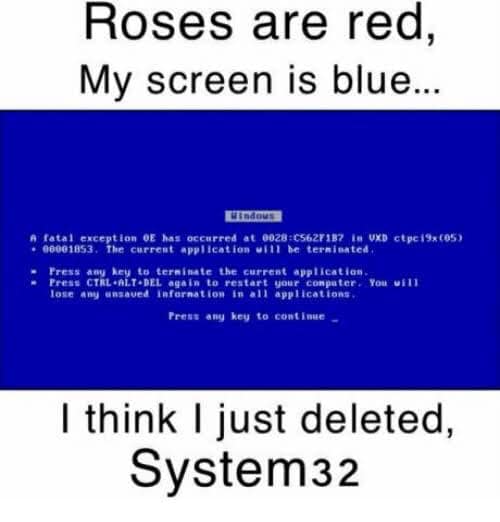 Roses are red,
My screen is blue...
Windows
A fatal exception 0E has occurred at 0028:C562F1B7 in VXD ctpci9x(05)
+ 00001853. The current application will be terminated.
* Press any key to terminate the current application.
* Press CTRL+ALT+DEL again to restart your computer. You will
lose any unsaved information in all applications.
Press any key to continue _
I think I just deleted,
System32